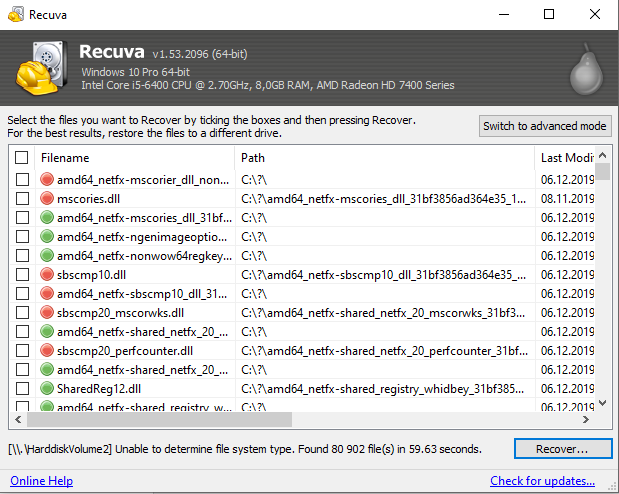 Recuva
Recuva v1.53.2096 (64-bit)
Windows 10 Pro 64-bit
Intel Core i5-6400 CPU @ 2.70GHz, 8,0GB RAM, AMD Radeon HD 7400 Series
Select the files you want to Recover by ticking the boxes and then pressing Recover.
For the best results, restore the files to a different drive.
Switch to advanced mode
Filename Path Last Modif
amd64_netfx-mscorier_dll_non... C:\?\ 06.12.2019
mscories.dll C:\?\amd64_netfx-mscories_dll_31bf3856ad364e35_1... 08.11.2019
amd64_netfx-mscories_dll_31bf... C:\?\ 06.12.2019
amd64_netfx-ngenimageoptio... C:\?\ 06.12.2019
amd64_netfx-nonwow64regkey... C:\?\ 06.12.2019
sbscmp10.dll C:\?\amd64_netfx-sbscmp10_dll_31bf3856ad364e35_... 06.12.2019
amd64_netfx-sbscmp10_dll_31... C:\?\ 06.12.2019
sbscmp20_mscorwks.dll C:\?\amd64_netfx-shared_netfx_20_mscorwks_31bf3... 06.12.2019
amd64_netfx-shared_netfx_20_... C:\?\ 06.12.2019
sbscmp20_perfcounter.dll C:\?\amd64_netfx-shared_netfx_20_perfcounter_31bf... 06.12.2019
amd64_netfx-shared_netfx_20_... C:\?\ 06.12.2019
SharedReg12.dll C:\?\amd64_netfx-shared_registry_whidbey_31bf385... 06.12.2019
amd64_netfx-shared_registry_w... C:\?\ 06.12.2019
[\\.\HarddiskVolume2] Unable to determine file system type. Found 80 902 file(s) in 59.63 seconds.
Recover...
Online Help
Check for updates...